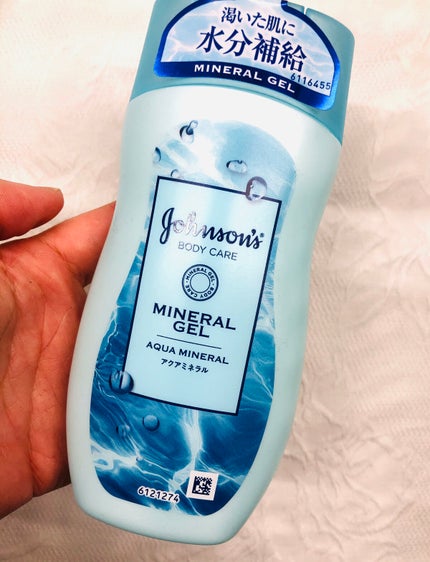 渇いた肌に
水分補給
MINERAL GEL
6116455
Johnson's®
BODY CARE
MINERAL GEL · BODY CARE ·
MINERAL
GEL
AQUA MINERAL
アクアミネラル
6121274